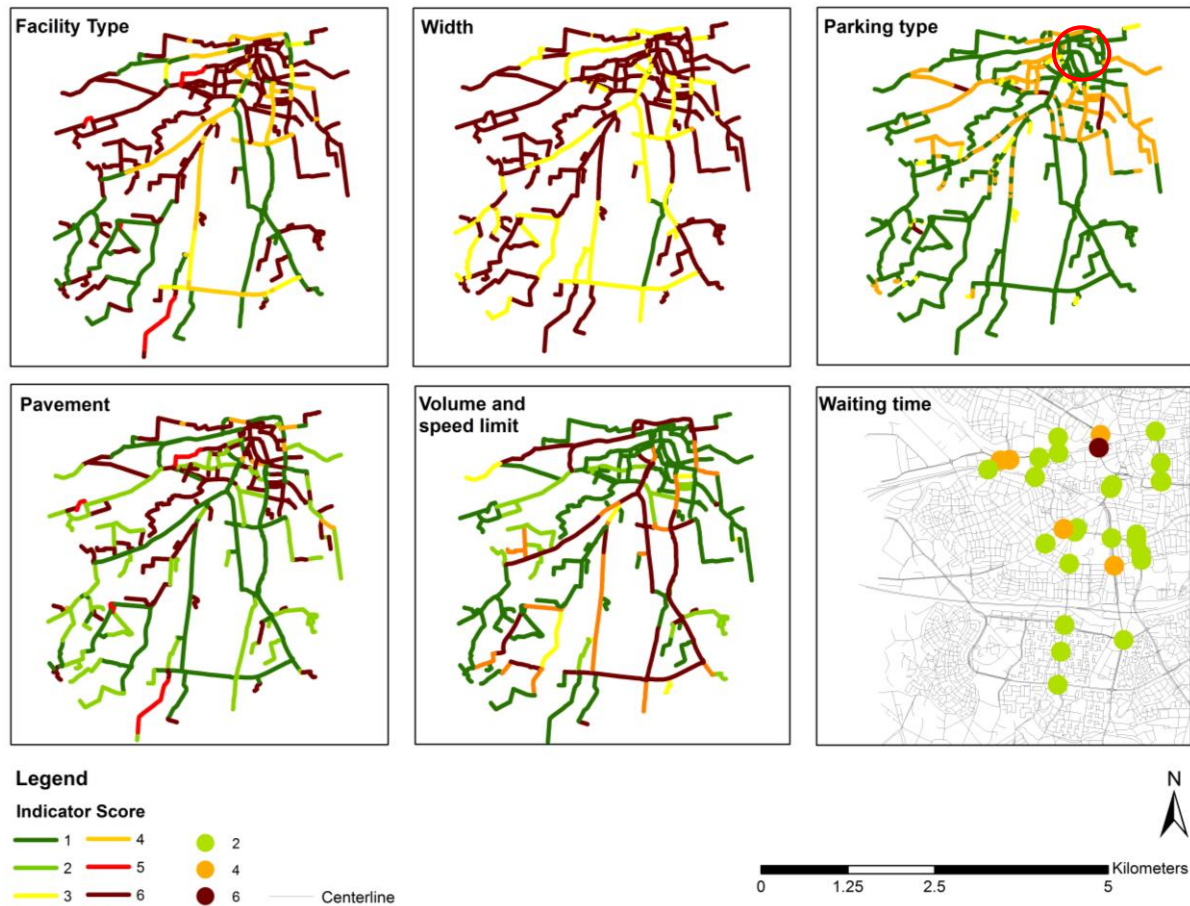 Facility Type
Width
Parking type
Pavement
Volume and
speed limit
Waiting time
Legend
Indicator Score
1 4 2
2 5 4
3 6 6 Centerline
N
Kilometers
0 1.25 2.5 5